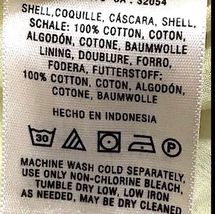 CA: 32054
SHELL, COQUILLE, CÁSCARA, SHELL,
SCHALE: 100% COTTON, COTON,
ALGODÓN, COTONE, BAUMWOLLE
LINING, DOUBLURE, FORRO,
FODERA, FUTTERSTOFF:
100% COTTON, COTON, ALGODÓN,
COTONE, BAUMWOLLE
HECHO EN INDONESIA
30
MACHINE WASH COLD SEPARATELY,
USE ONLY NON-CHLORINE BLEACH,
TUMBLE DRY LOW, LOW IRON
AS NEEDED, MAY BE DRY CLEANED